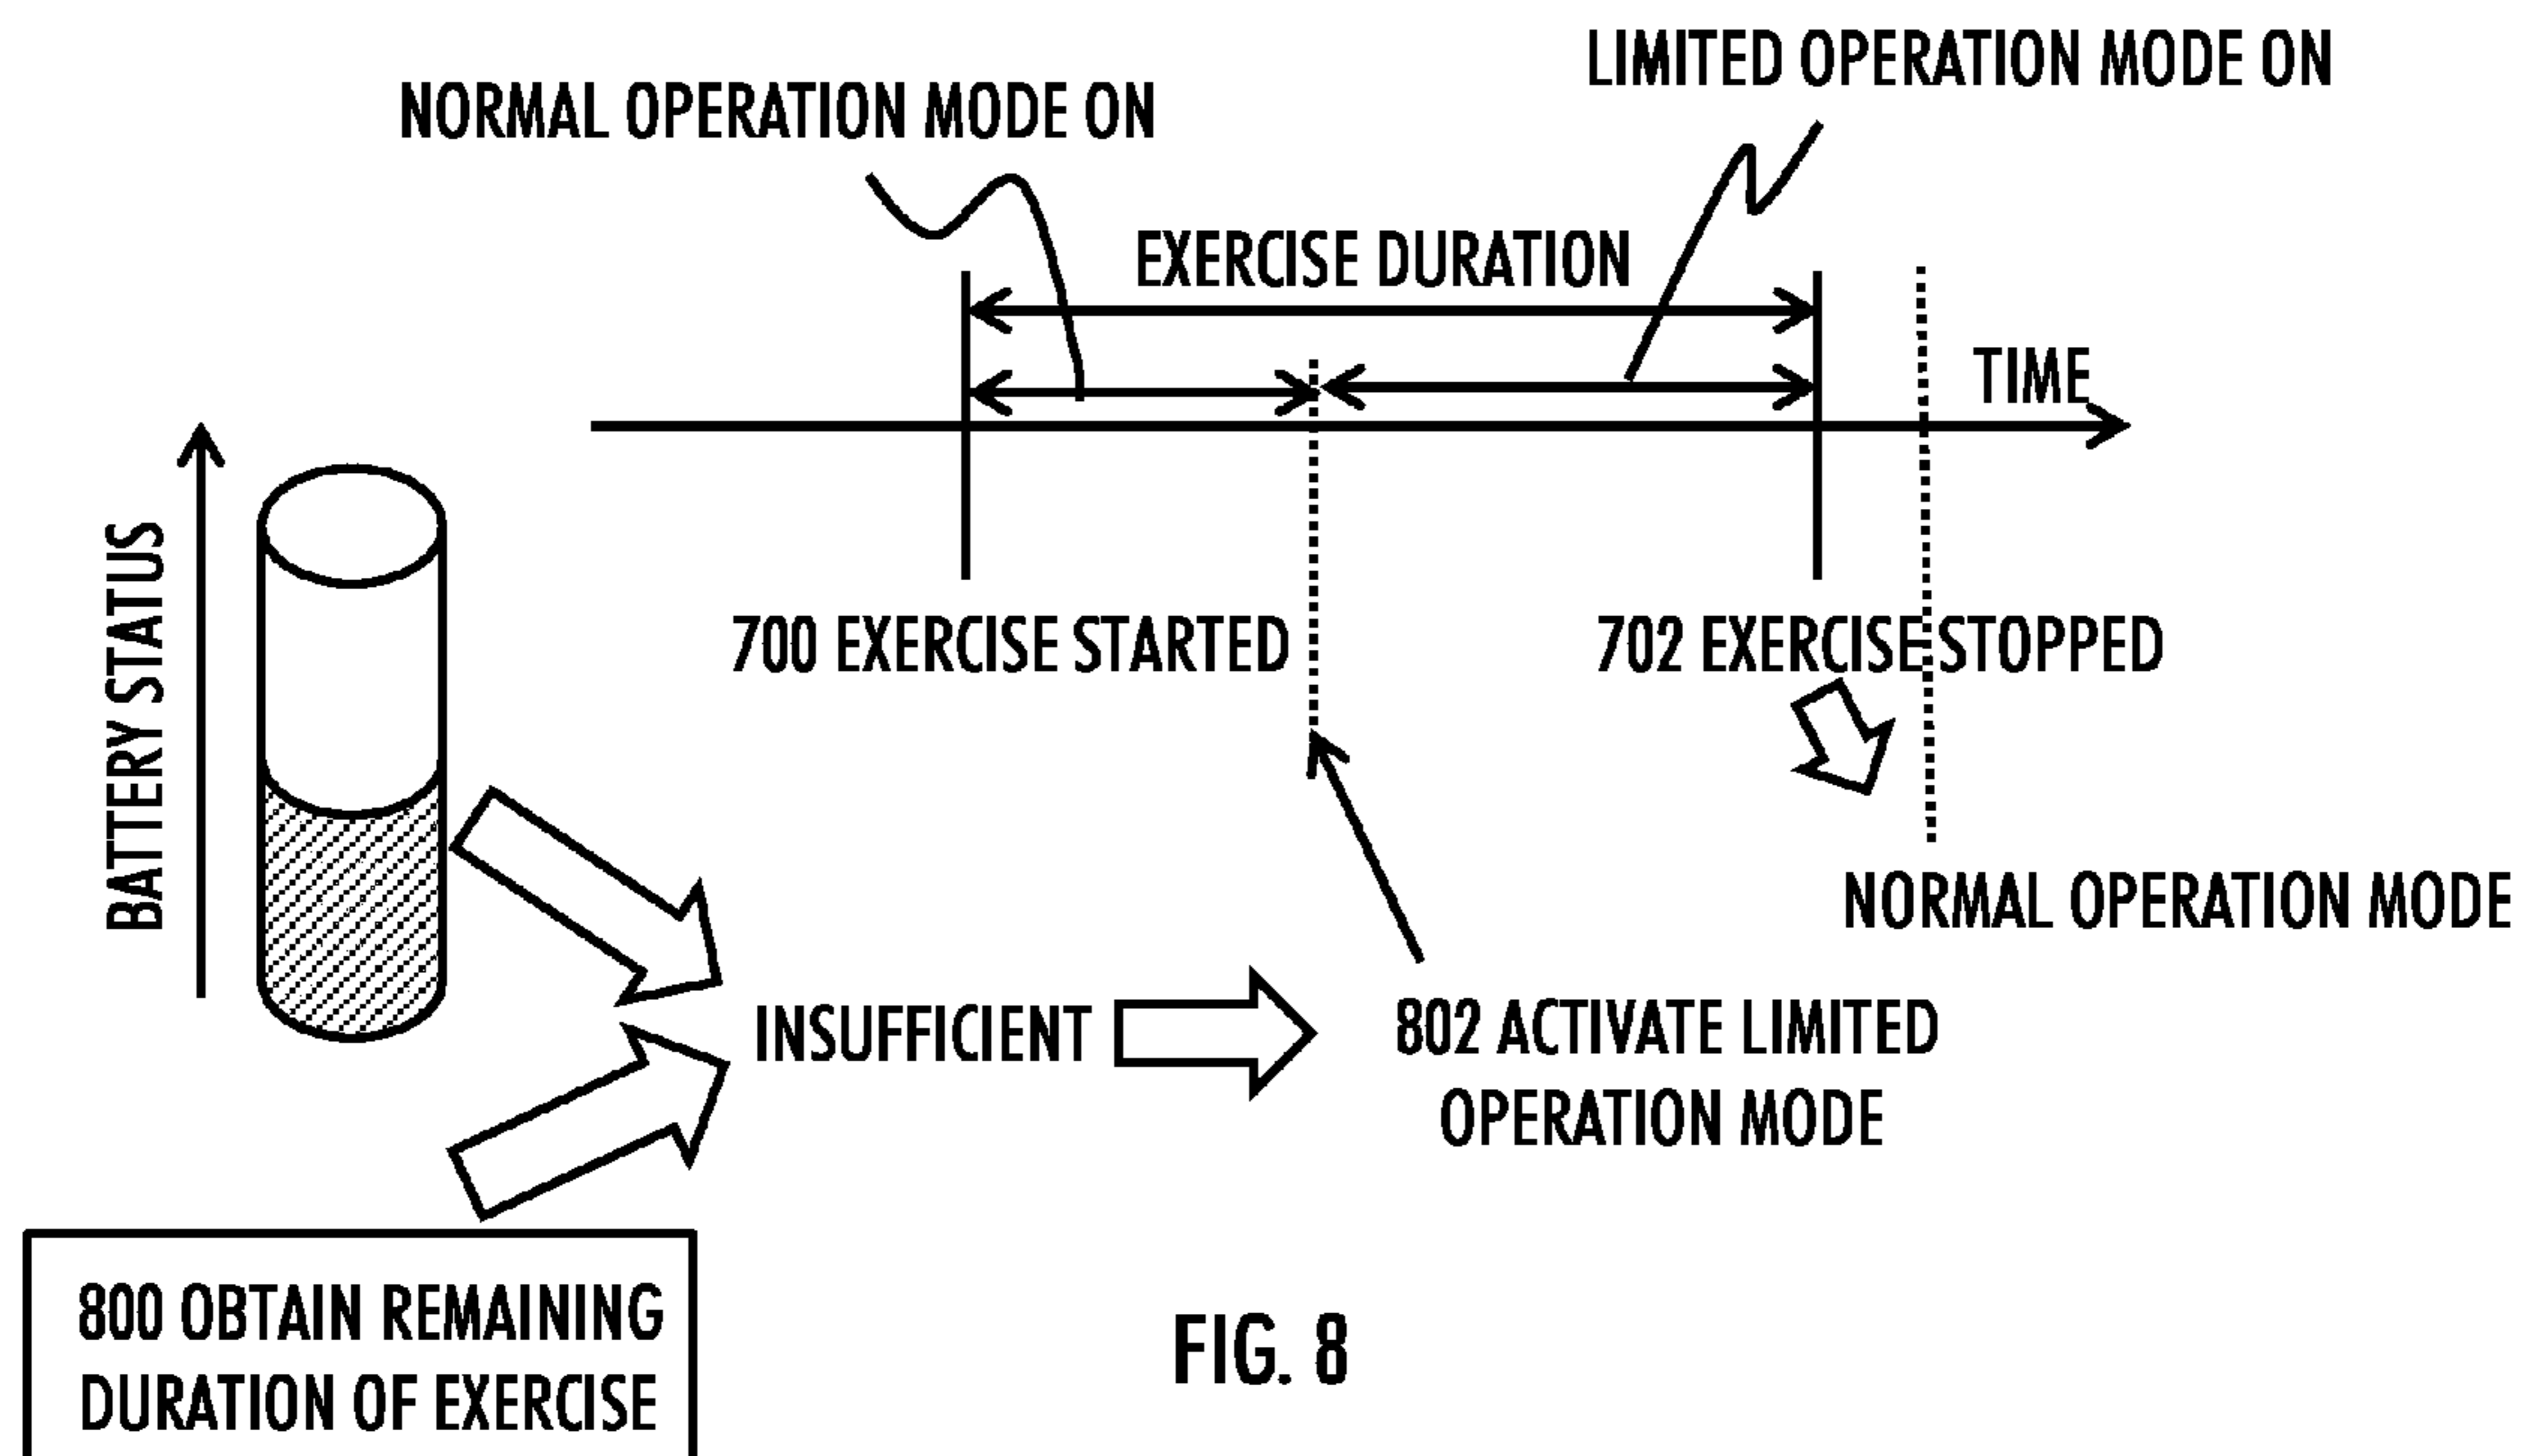 LIMITED OPERATION MODE ON
NORMAL OPERATION MODE ON
EXERCISE DURATION
TIME
BATTERY STATUS
700 EXERCISE STARTED
702 EXERCISE STOPPED
NORMAL OPERATION MODE
INSUFFICIENT
802 ACTIVATE LIMITED
OPERATION MODE
800 OBTAIN REMAINING
DURATION OF EXERCISE
FIG. 8